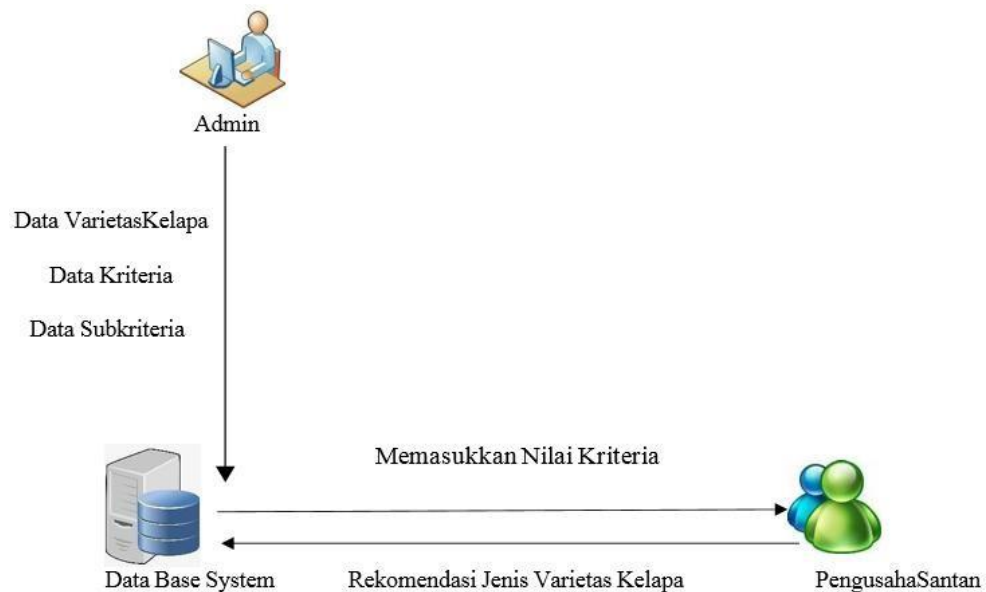 Admin
Data VarietasKelapa
Data Kriteria
Data Subkriteria
Memasukkan Nilai Kriteria
Data Base System
Rekomendasi Jenis Varietas Kelapa
PengusahaSantan